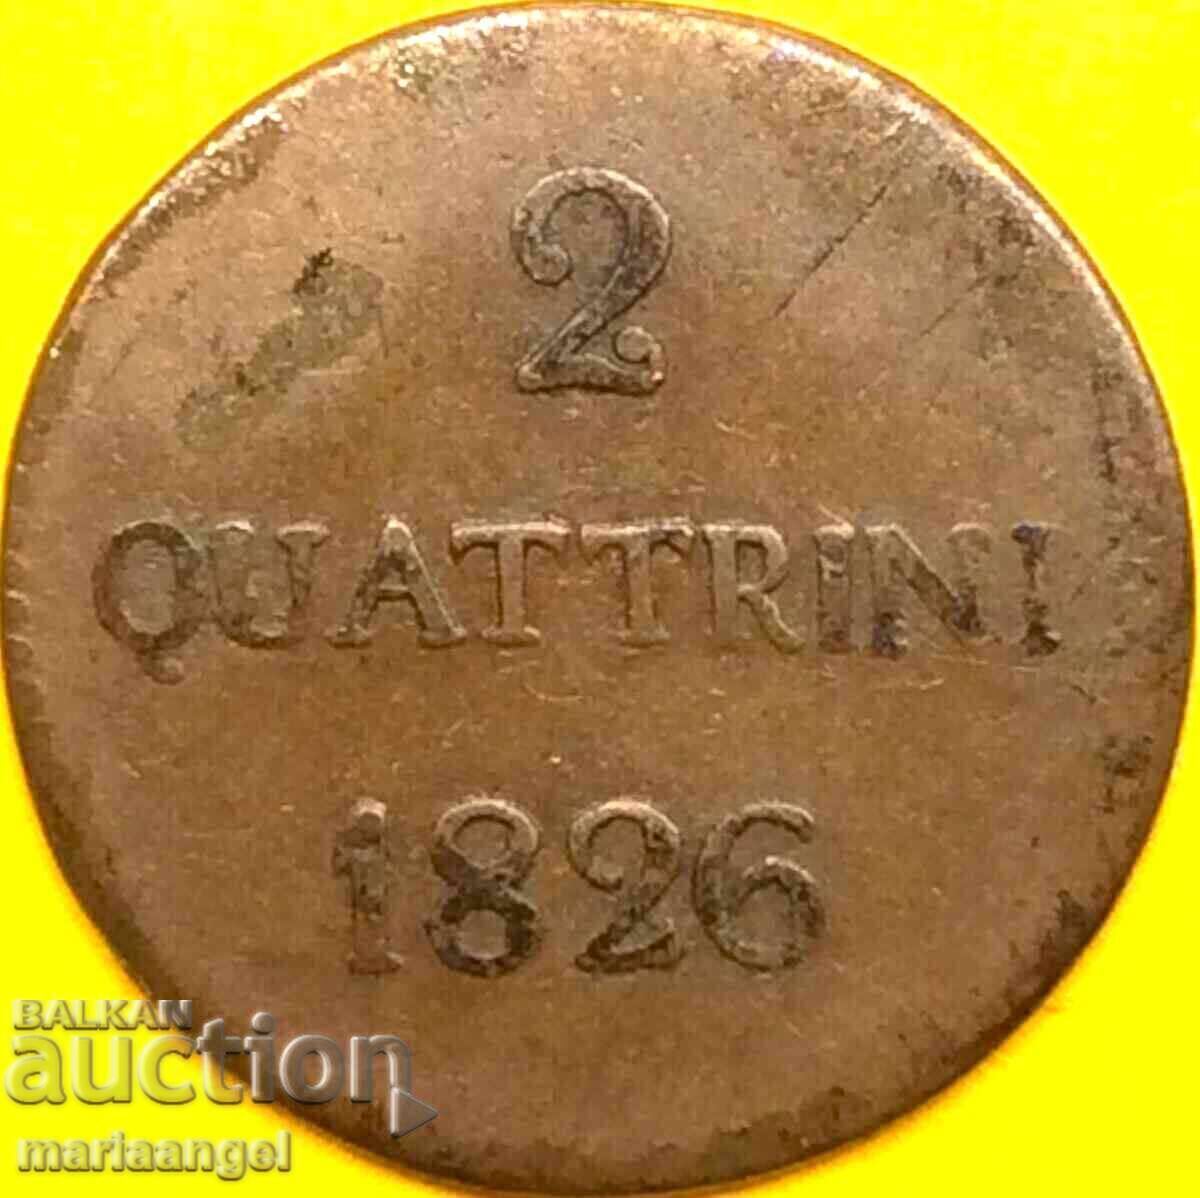 2
QUATTRINI
1826
BALKAN
auction
mariaangel